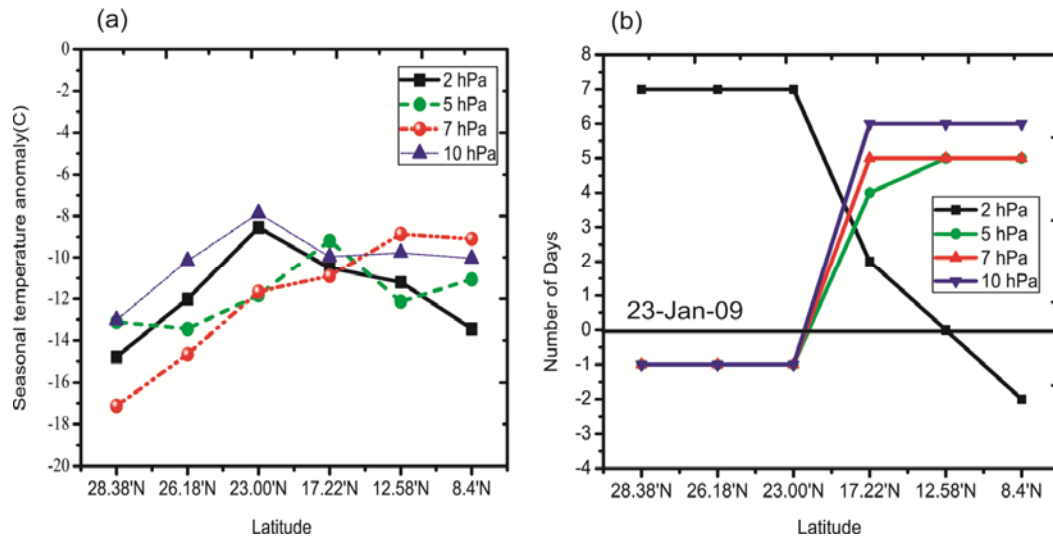 (a)
Seasonal temperature anomaly(C)
0
-2
-4
-6
-8
-10
-12
-14
-16
-18
-20
2 hPa
5 hPa
7 hPa
10 hPa
28.38'N 26.18'N 23.00'N 17.22'N 12.58'N 8.4'N
Latitude
(b)
Number of Days
8
7
6
5
4
3
2
1
0
-1
-2
-3
-4
2 hPa
5 hPa
7 hPa
10 hPa
23-Jan-09
28.38'N 26.18'N 23.00'N 17.22'N 12.58'N 8.4'N
Latitude